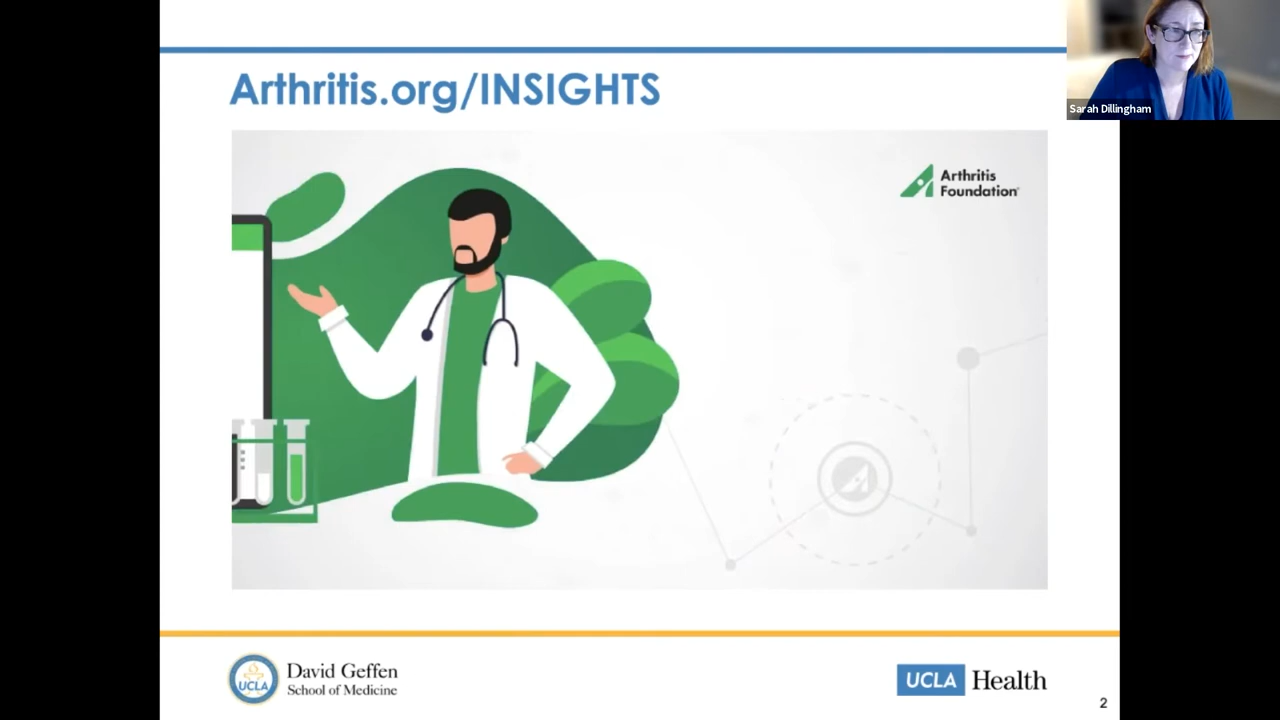 Arthritis.org/INSIGHTS
Sarah Dillingham
Arthritis
Foundation®
David Geffen
School of Medicine
UCLA
UCLA Health
2